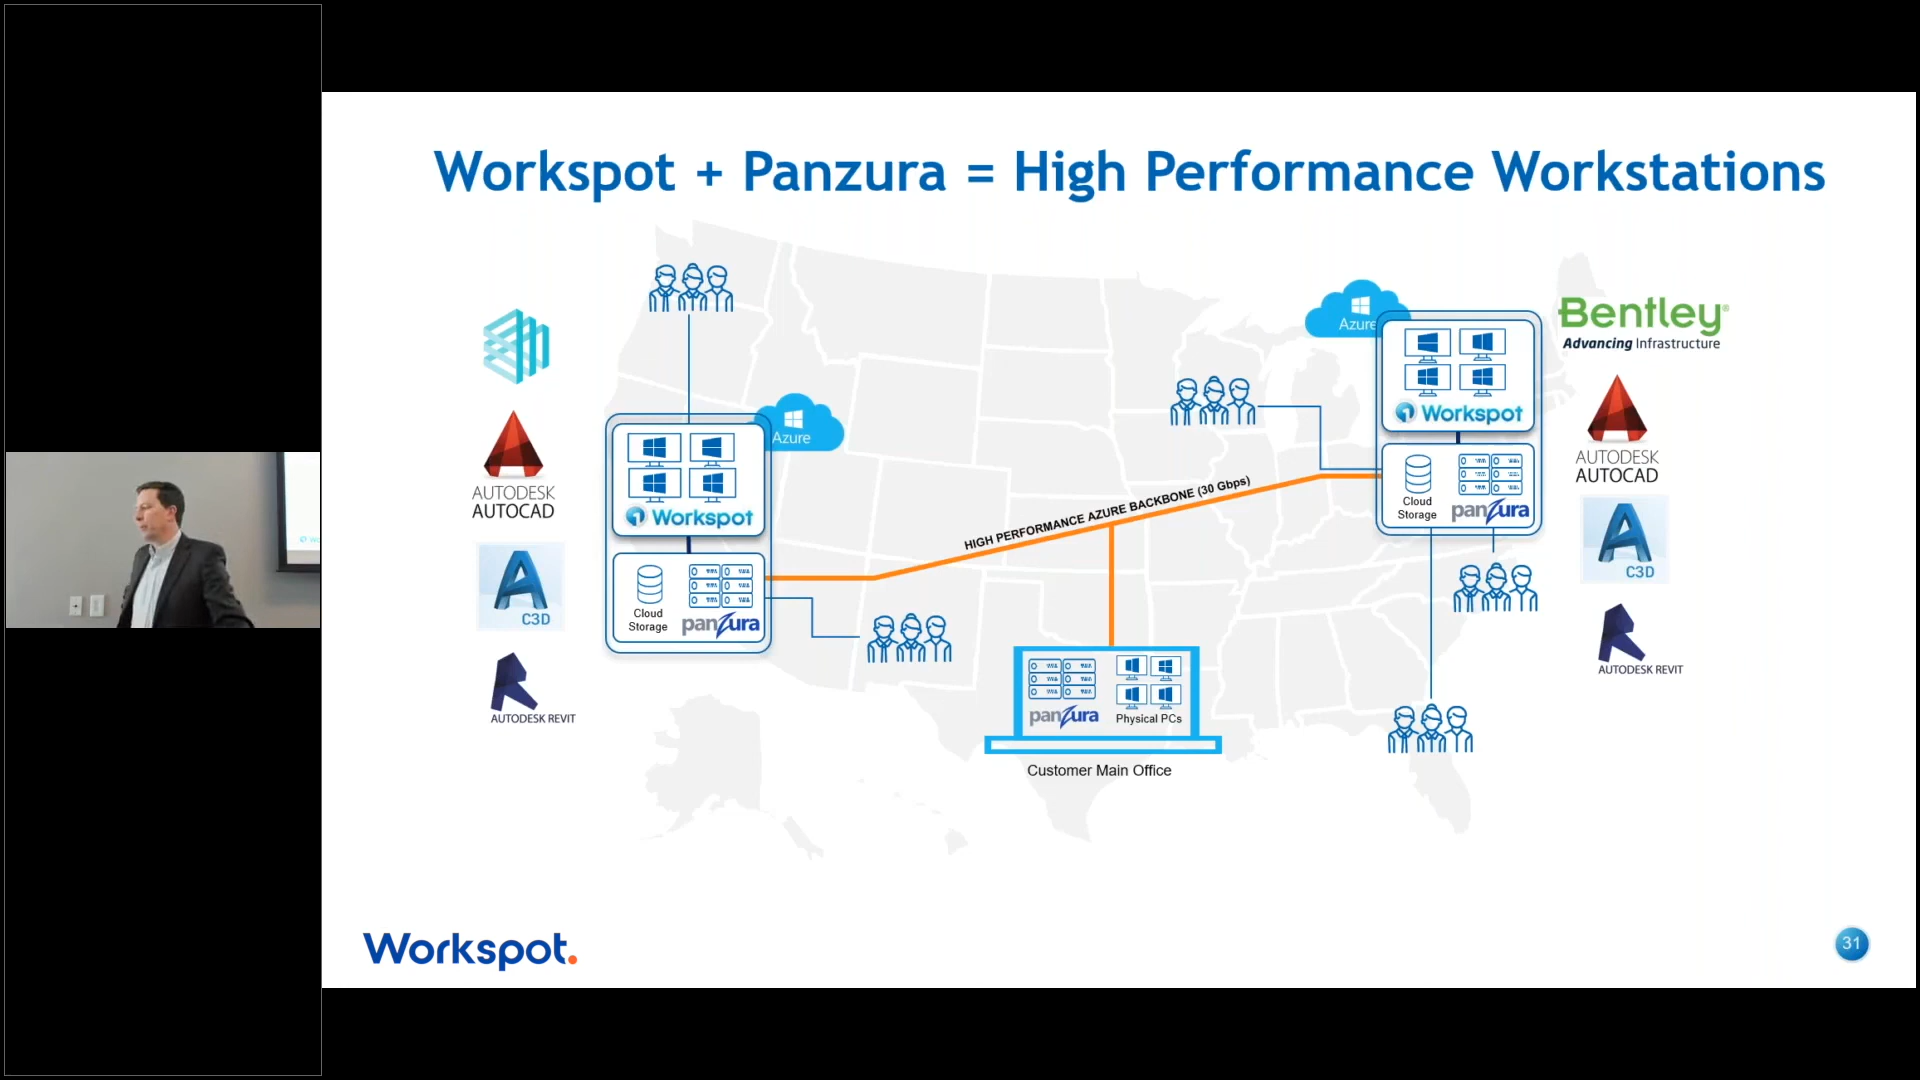 Workspot + Panzura = High Performance Workstations
Azure
Workspot
Cloud
Storage
panzura
AUTODESK
AUTOCAD
C3D
AUTODESK REVIT
HIGH PERFORMANCE AZURE BACKBONE (30 Gbps)
panzura
Physical PCs
Customer Main Office
Azure
Workspot
Cloud
Storage
panzura
Bentley®
Advancing Infrastructure
AUTODESK
AUTOCAD
C3D
AUTODESK REVIT
Workspot.
31